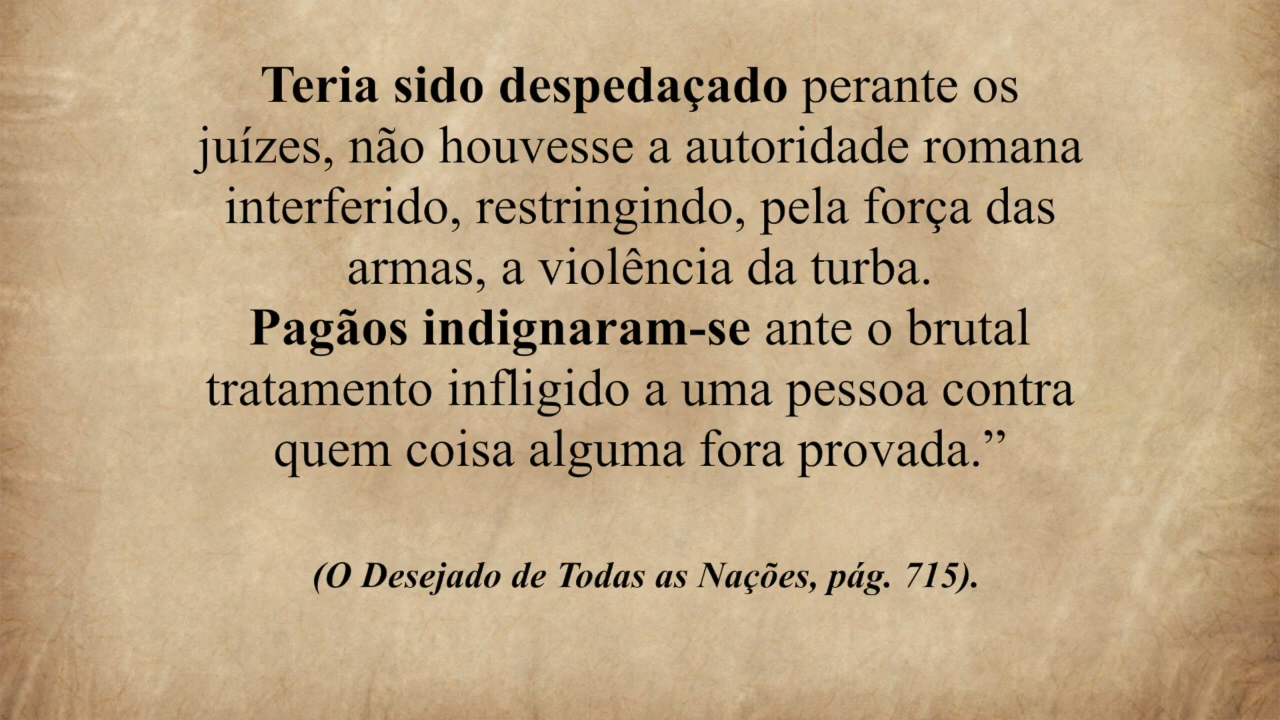 Teria sido despedaçado perante os
juízes, não houvesse a autoridade romana
interferido, restringindo, pela força das
armas, a violência da turba.
Pagãos indignaram-se ante o brutal
tratamento infligido a uma pessoa contra
quem coisa alguma fora provada.”
(O Desejado de Todas as Nações, pág. 715).